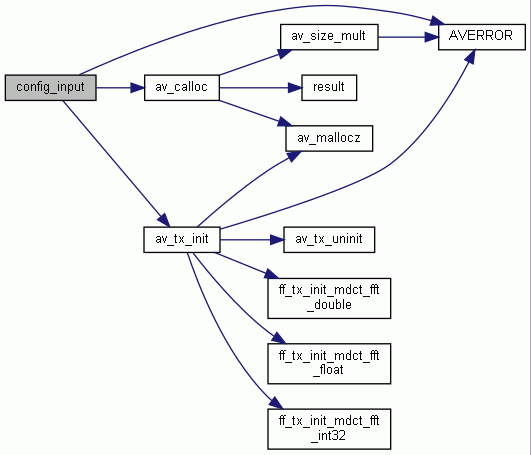 av_size_mult
AVERROR
config_input
av_calloc
result
av_mallocz
av_tx_init
av_tx_uninit
ff_tx_init_mdct_fft
_double
ff_tx_init_mdct_fft
_float
ff_tx_init_mdct_fft
_int32